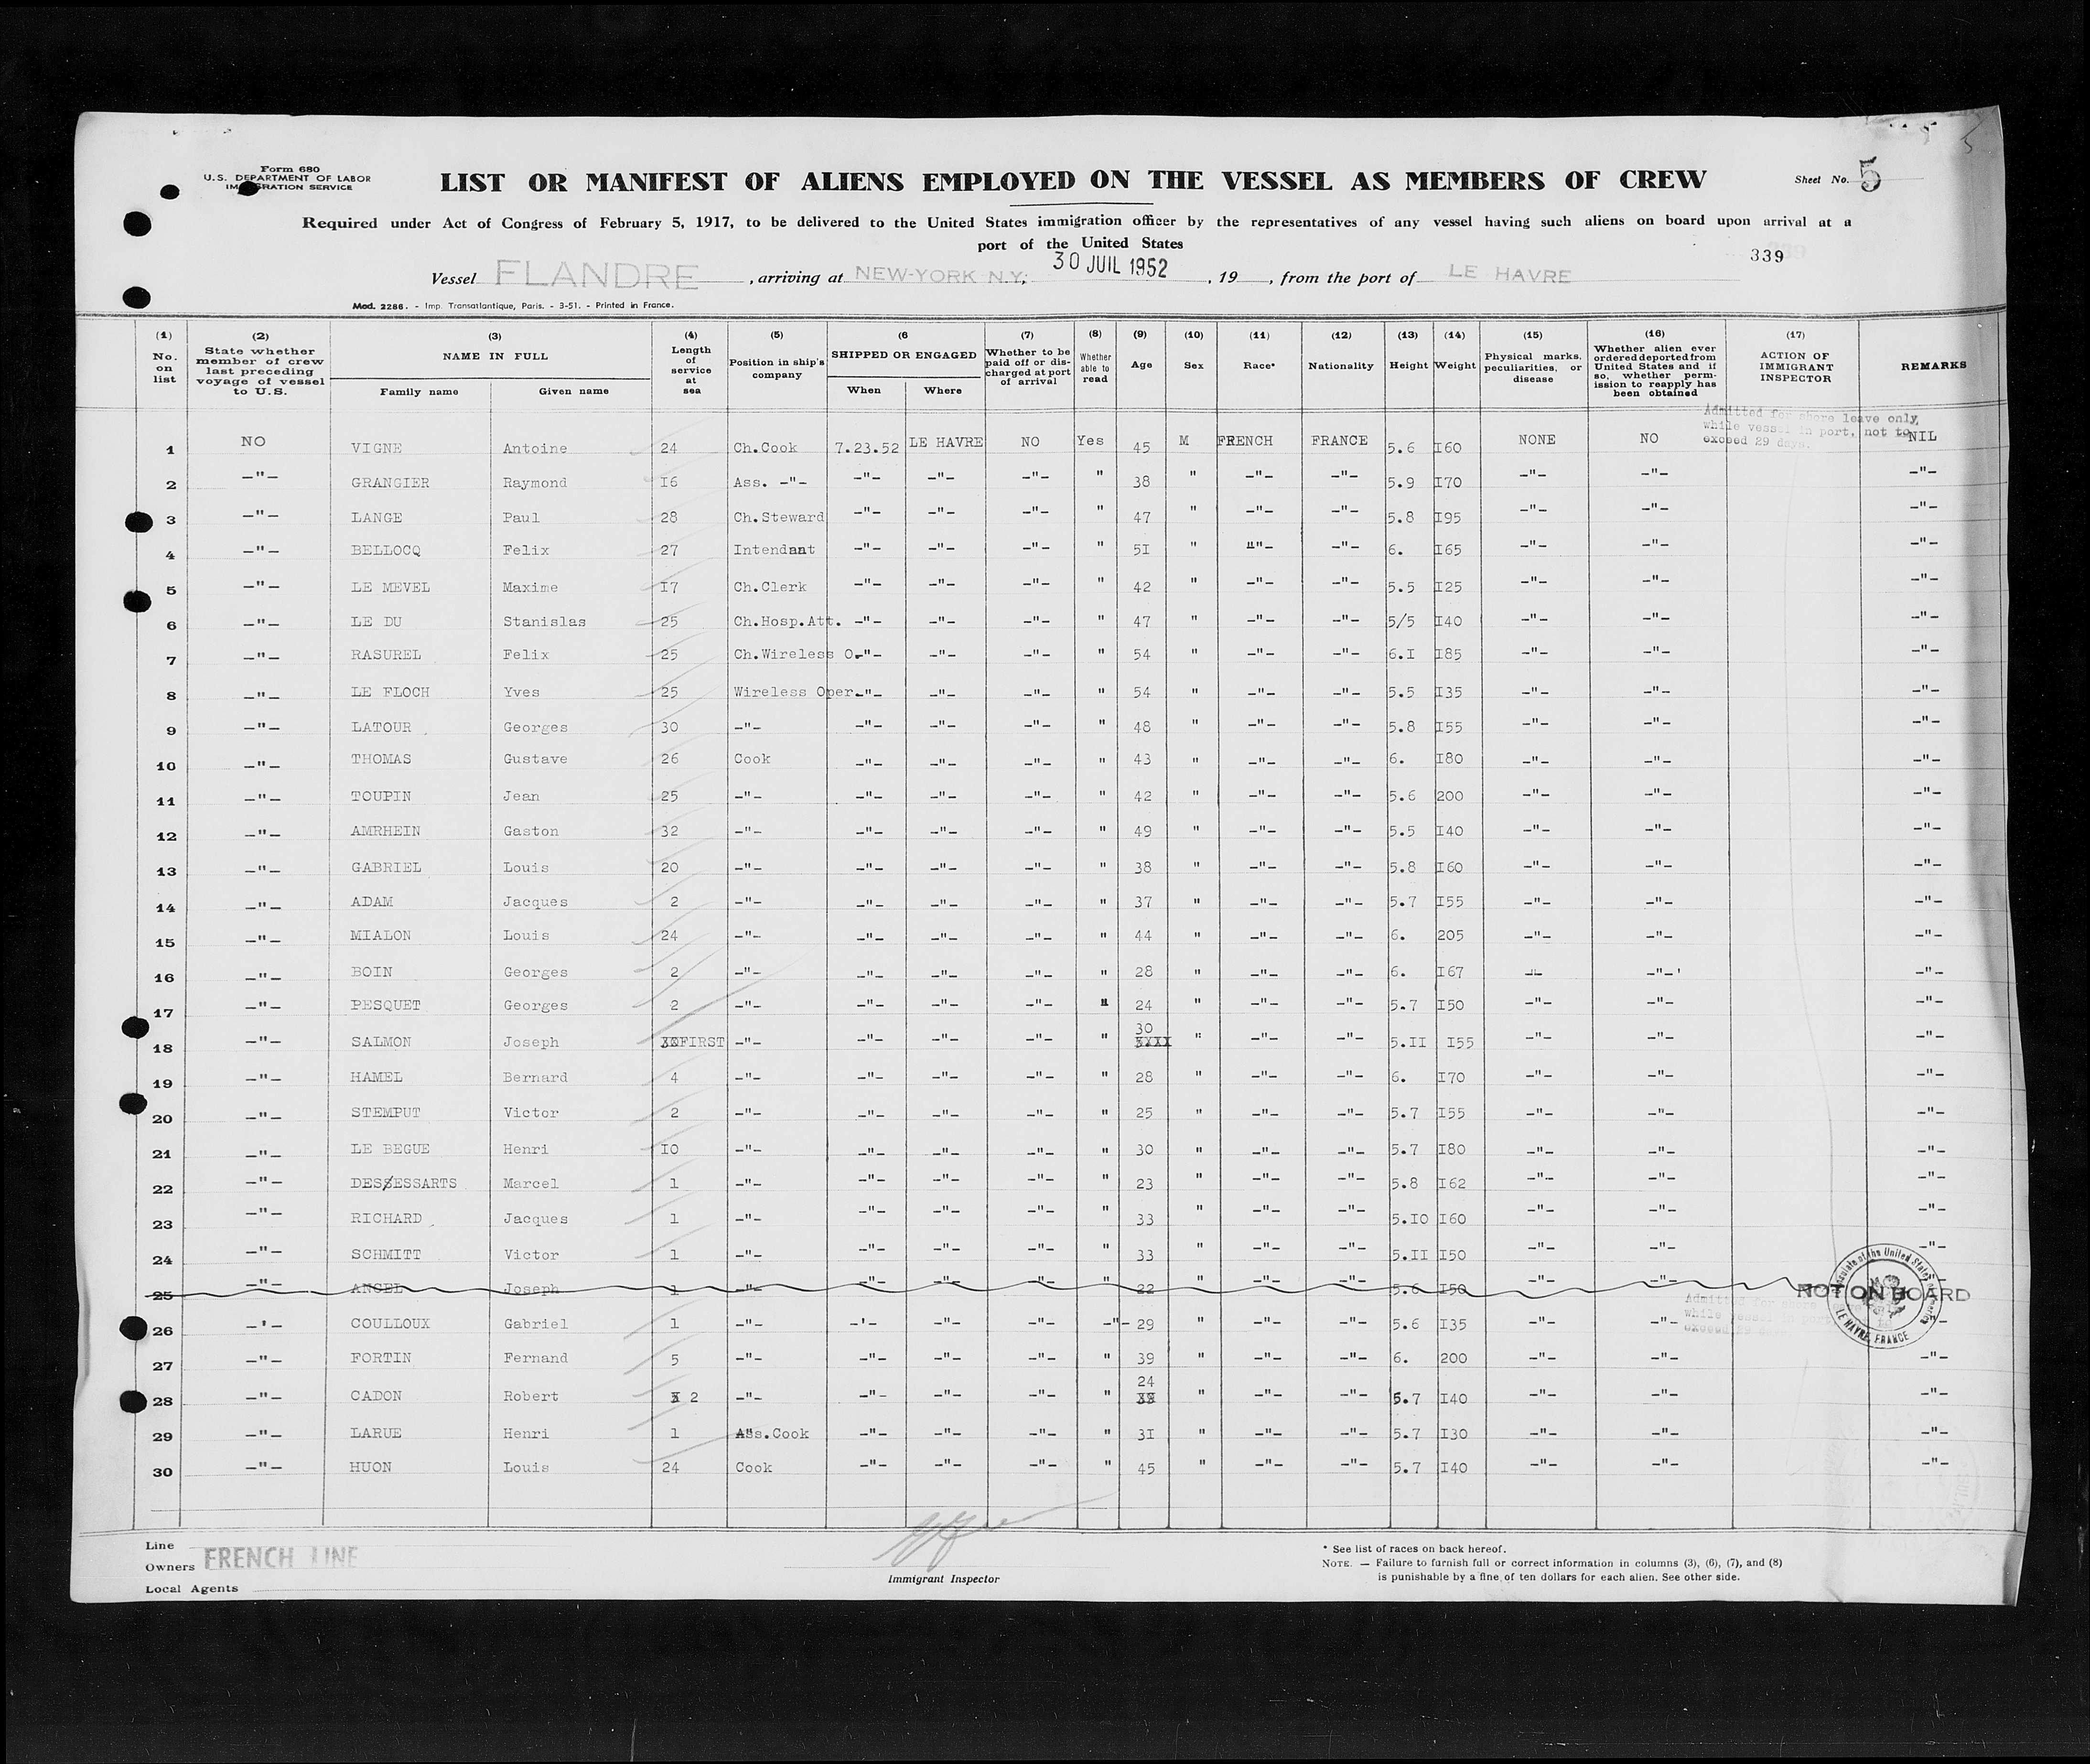 Form 680
U.S. DEPARTMENT OF LABOR
IMMIGRATION SERVICE
LIST OR MANIFEST OF ALIENS EMPLOYED ON THE VESSEL AS MEMBERS OF CREW
Sheet No. 5
Required under Act of Congress of February 5, 1917, to be delivered to the United States immigration officer by the representatives of any vessel having such aliens on board upon arrival at a
port of the United States
339
Vessel FLANDRE , arriving at NEW-YORK N.Y; 30 JUIL 1952 , 19 , from the port of LE HAVRE
Mod. 2286. - Imp. Transatlantique, Paris. - 3-51. - Printed in France.
(1) (2) (3) (4) (5) (6 (7) (8) (9) (10) (11) (12) (13) (14) (15) (16) (17)
No. on list State whether member of crew last preceding voyage of vessel to U.S. NAME IN FULL Family name Given name Length of service at sea Position in ship's company SHIPPED OR ENGAGED When Where Whether to be paid off or discharged at port of arrival Whether able to read Age Sex Race* Nationality Height Weight Physical marks, peculiarities, or disease Whether alien ever ordered deported from United States and if so, whether permission to reapply has been obtained ACTION OF IMMIGRANT INSPECTOR REMARKS
Admitted for shore leave only, while vessel in port, not to exceed 29 days.
1 NO VIGNE Antoine 24 Ch.Cook 7.23.52 LE HAVRE NO Yes 45 M FRENCH FRANCE 5.6 I60 NONE NO NIL
2 -"- GRANGIER Raymond I6 Ass. -"- -"- -"- -"- " 38 " -"- -"- 5.9 I70 -"- -"- -"-
3 -"- LANGE Paul 28 Ch.Steward -"- -"- -"- " 47 " -"- -"- 5.8 I95 -"- -"- -"-
4 -"- BELLOCQ Felix 27 Intendant -"- -"- -"- " 5I " -"- -"- 6. I65 -"- -"- -"-
5 -"- LE MEVEL Maxime I7 Ch.Clerk -"- -"- -"- " 42 " -"- -"- 5.5 I25 -"- -"- -"-
6 -"- LE DU Stanislas 25 Ch.Hosp.Att. -"- -"- -"- " 47 " -"- -"- 5/5 I40 -"- -"- -"-
7 -"- RASUREL Felix 25 Ch.Wireless O. -"- -"- -"- " 54 " -"- -"- 6.I I85 -"- -"- -"-
8 -"- LE FLOCH Yves 25 Wireless Oper. -"- -"- -"- " 54 " -"- -"- 5.5 I35 -"- -"- -"-
9 -"- LATOUR Georges 30 -"- -"- -"- -"- " 48 " -"- -"- 5.8 I55 -"- -"- -"-
10 -"- THOMAS Gustave 26 Cook -"- -"- -"- " 43 " -"- -"- 6. I80 -"- -"- -"-
11 -"- TOUPIN Jean 25 -"- -"- -"- -"- " 42 " -"- -"- 5.6 200 -"- -"- -"-
12 -"- AMRHEIN Gaston 32 -"- -"- -"- -"- " 49 " -"- -"- 5.5 I40 -"- -"- -"-
13 -"- GABRIEL Louis 20 -"- -"- -"- -"- " 38 " -"- -"- 5.8 I60 -"- -"- -"-
14 -"- ADAM Jacques 2 -"- -"- -"- -"- " 37 " -"- -"- 5.7 I55 -"- -"- -"-
15 -"- MIALON Louis 24 -"- -"- -"- -"- " 44 " -"- -"- 6. 205 -"- -"- -"-
16 -"- BOIN Georges 2 -"- -"- -"- -"- " 28 " -"- -"- 6. I67 -"- -"- -"-
17 -"- PESQUET Georges 2 -"- -"- -"- -"- " 24 " -"- -"- 5.7 I50 -"- -"- -"-
18 -"- SALMON Joseph FIRST -"- -"- -"- -"- " 30 " -"- -"- 5.II I55 -"- -"- -"-
19 -"- HAMEL Bernard 4 -"- -"- -"- -"- " 28 " -"- -"- 6. I70 -"- -"- -"-
20 -"- STEMPUT Victor 2 -"- -"- -"- -"- " 25 " -"- -"- 5.7 I55 -"- -"- -"-
21 -"- LE BEGUE Henri I0 -"- -"- -"- -"- " 30 " -"- -"- 5.7 I80 -"- -"- -"-
22 -"- DESSESSARTS Marcel 1 -"- -"- -"- -"- " 23 " -"- -"- 5.8 I62 -"- -"- -"-
23 -"- RICHARD Jacques 1 -"- -"- -"- -"- " 33 " -"- -"- 5.I0 I60 -"- -"- -"-
24 -"- SCHMITT Victor 1 -"- -"- -"- -"- " 33 " -"- -"- 5.II I50 -"- -"- -"-
25 -"- ANGEL Joseph 1 -"- -"- -"- -"- " 22 " -"- -"- 5.6 I50 -"- -"- NOT ON BOARD
Consulate of the United States of America LE HAVRE, FRANCE
Admitted for shore
while vessel in port
exceed 29
26 -'- COULLOUX Gabriel 1 -"- -'- -"- -"- -"- 29 " -"- -"- 5.6 I35 -"- -"- -"-
27 -"- FORTIN Fernand 5 -"- -"- -"- -"- " 39 " -"- -"- 6. 200 -"- -"- -"-
28 -"- CADON Robert 2 -"- -"- -"- -"- " 24 " -"- -"- 5.7 I40 -"- -"- -"-
29 -"- LARUE Henri 1 Ass.Cook -"- -"- -"- " 3I " -"- -"- 5.7 I30 -"- -"- -"-
30 -"- HUON Louis 24 Cook -"- -"- -"- " 45 " -"- -"- 5.7 I40 -"- -"- -"-
Line
Owners FRENCH LINE
Local Agents
Immigrant Inspector
* See list of races on back hereof.
NOTE. — Failure to furnish full or correct information in columns (3), (6), (7), and (8)
is punishable by a fine of ten dollars for each alien. See other side.